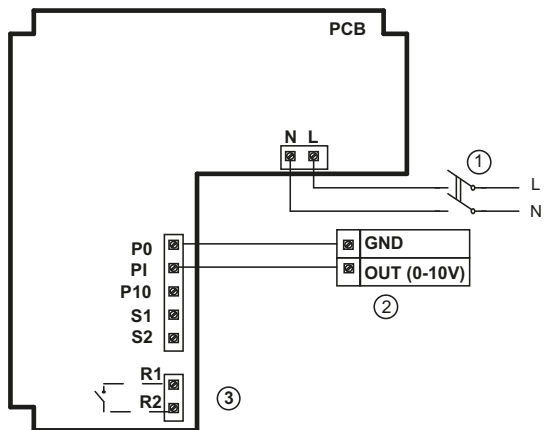 PCB
N L
①
L
N
P0
PI
P10
S1
S2
GND
OUT (0-10V)
②
R1
R2
③